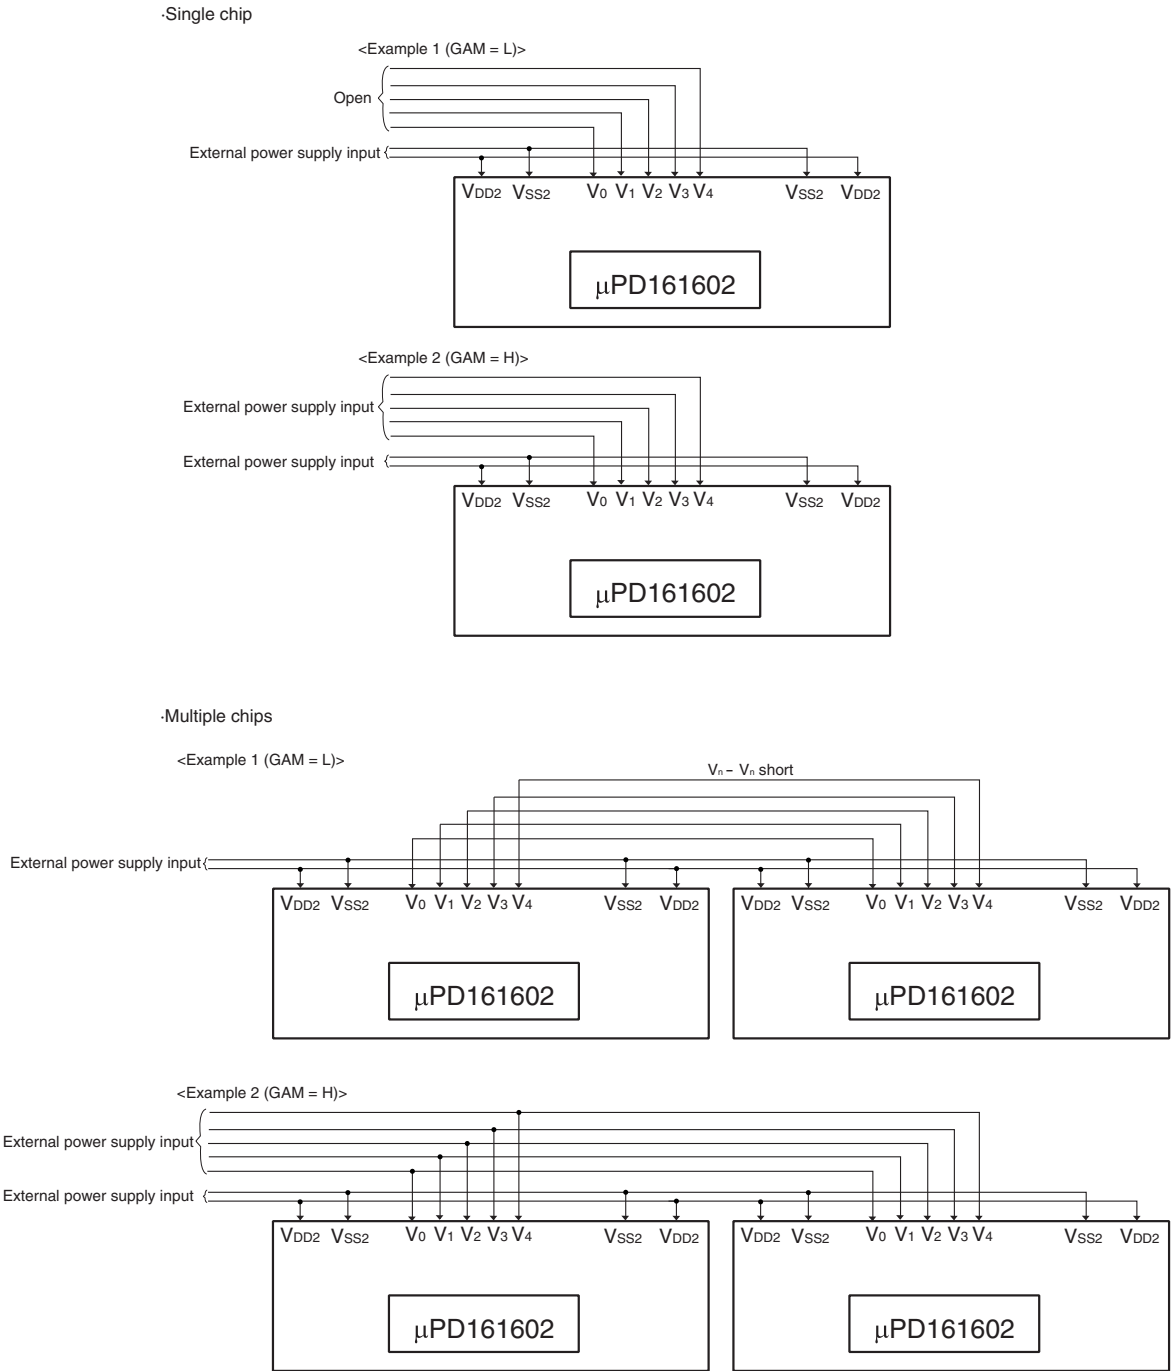 ·Single chip
<Example 1 (GAM = L)>
Open
External power supply input
VDD2 VSS2 V0 V1 V2 V3 V4 VSS2 VDD2
μPD161602
<Example 2 (GAM = H)>
External power supply input
External power supply input
VDD2 VSS2 V0 V1 V2 V3 V4 VSS2 VDD2
μPD161602
·Multiple chips
<Example 1 (GAM = L)>
Vn – Vn short
External power supply input
VDD2 VSS2 V0 V1 V2 V3 V4 VSS2 VDD2 VDD2 VSS2 V0 V1 V2 V3 V4 VSS2 VDD2
μPD161602 μPD161602
<Example 2 (GAM = H)>
External power supply input
External power supply input
VDD2 VSS2 V0 V1 V2 V3 V4 VSS2 VDD2 VDD2 VSS2 V0 V1 V2 V3 V4 VSS2 VDD2
μPD161602 μPD161602